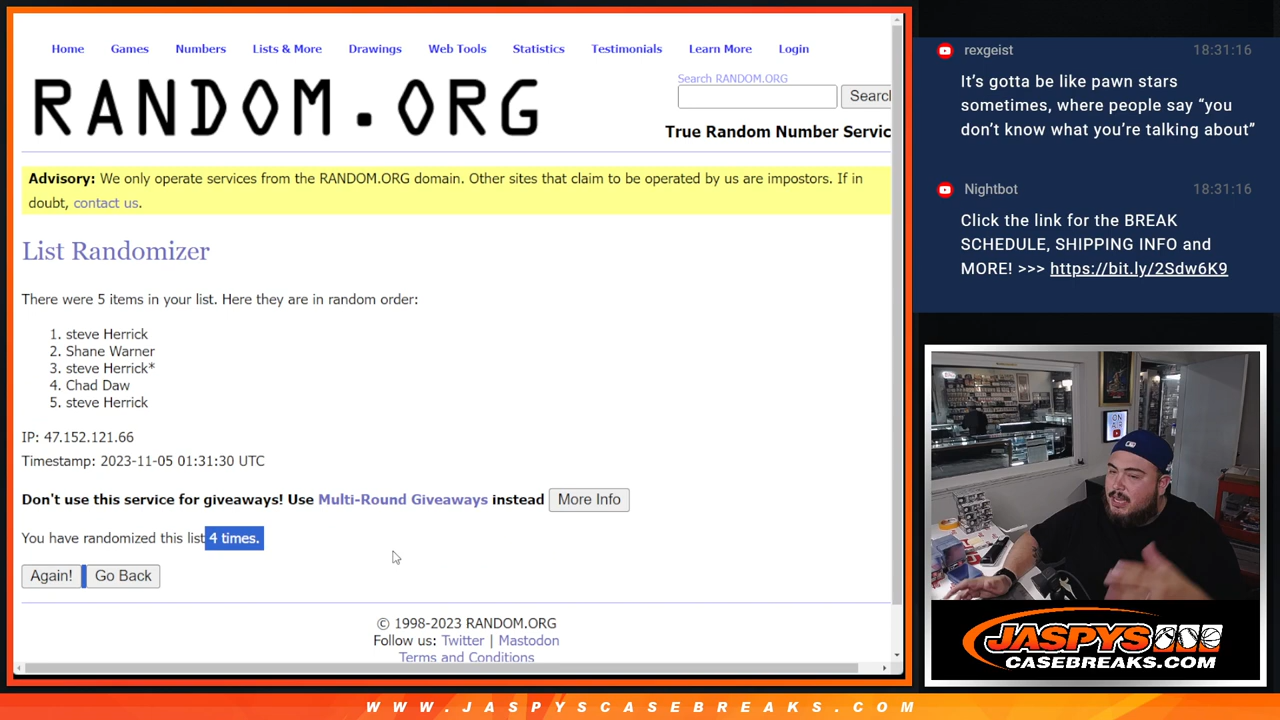 Home Games Numbers Lists & More Drawings Web Tools Statistics Testimonials Learn More Login
RANDOM.ORG
Search RANDOM.ORG
Search
True Random Number Servic
Advisory: We only operate services from the RANDOM.ORG domain. Other sites that claim to be operated by us are impostors. If in
doubt, contact us.
List Randomizer
There were 5 items in your list. Here they are in random order:
1. steve Herrick
2. Shane Warner
3. steve Herrick*
4. Chad Daw
5. steve Herrick
IP: 47.152.121.66
Timestamp: 2023-11-05 01:31:30 UTC
Don't use this service for giveaways! Use Multi-Round Giveaways instead More Info
You have randomized this list 4 times.
Again! Go Back
© 1998-2023 RANDOM.ORG
Follow us: Twitter | Mastodon
Terms and Conditions
rexgeist 18:31:16
It’s gotta be like pawn stars
sometimes, where people say “you
don’t know what you’re talking about”
Nightbot 18:31:16
Click the link for the BREAK
SCHEDULE, SHIPPING INFO and
MORE! >>> https://bit.ly/2Sdw6K9
ON
AIR
JASPYS
CASEBREAKS.COM
WWW.JASPYSCASEBREAKS.COM